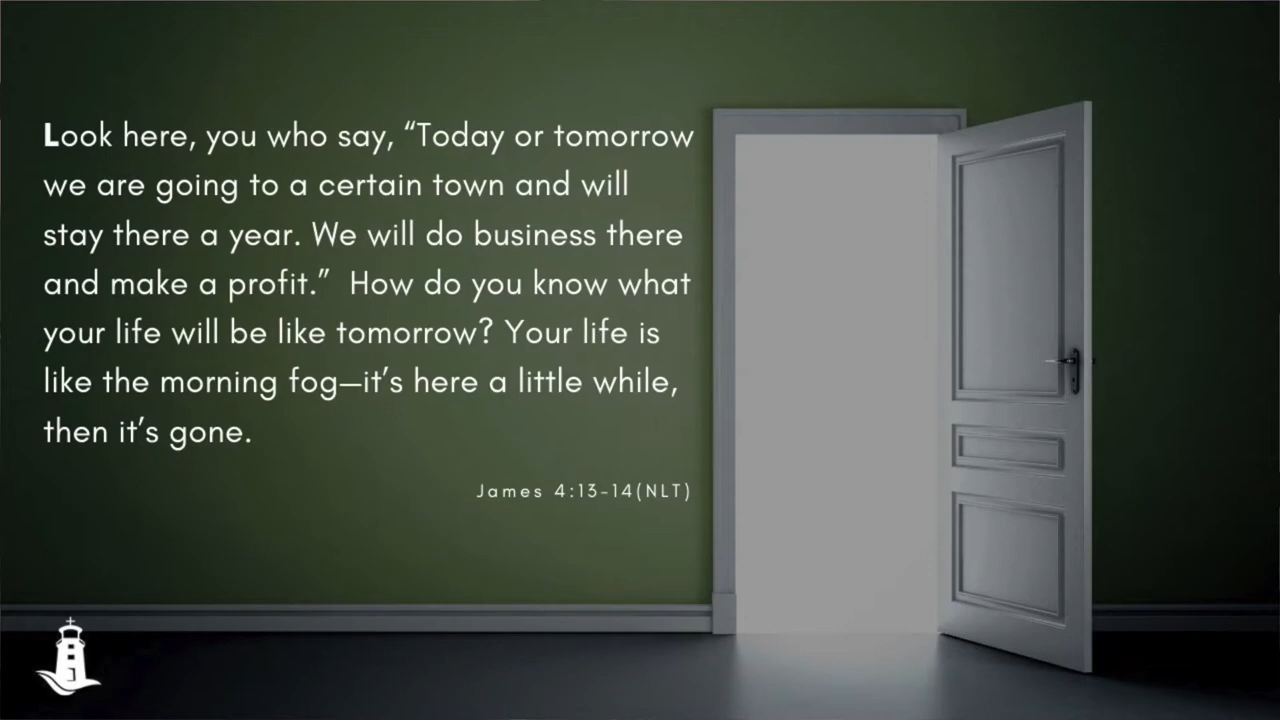 Look here, you who say, “Today or tomorrow
we are going to a certain town and will
stay there a year. We will do business there
and make a profit.”  How do you know what
your life will be like tomorrow? Your life is
like the morning fog—it’s here a little while,
then it’s gone.
James 4:13-14(NLT)